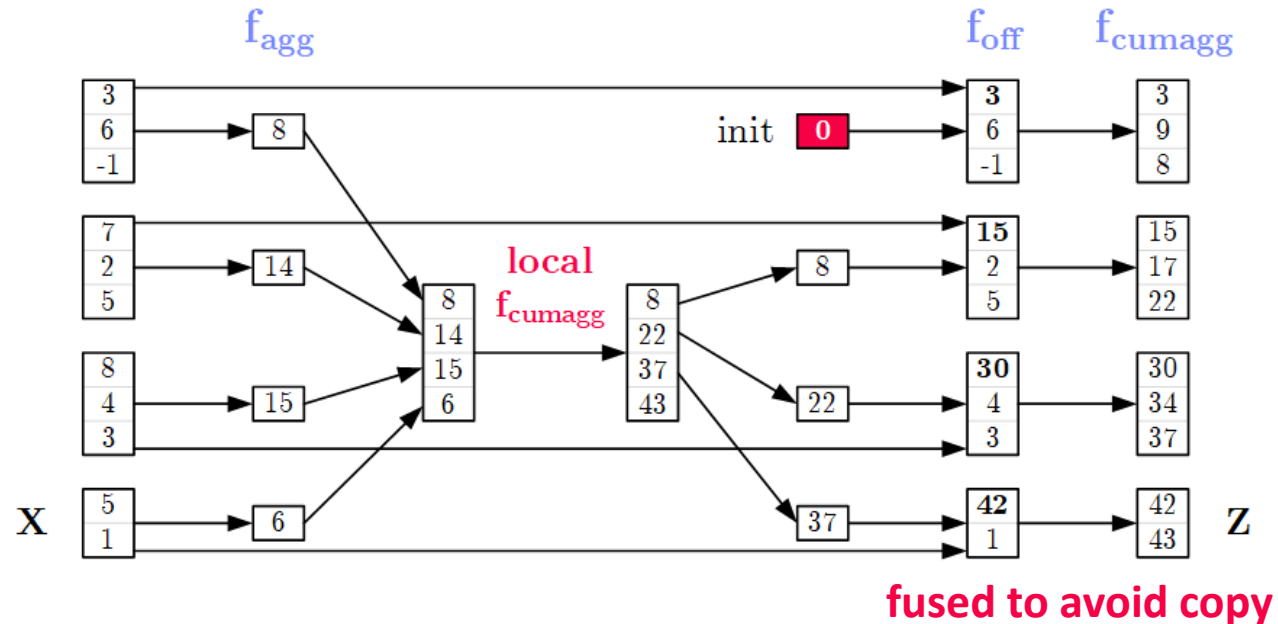 f_agg f_off f_cumagg
3 3 3
6 8 init 0 6 9
-1 -1 8
7 15 15
2 14 local 8 2 17
5 f_cumagg 5 22
8 8
14 22
15 37
6 43
8 30 30
4 15 22 4 34
3 3 37
5 42 42
X 6 37 Z
1 1 43
fused to avoid copy